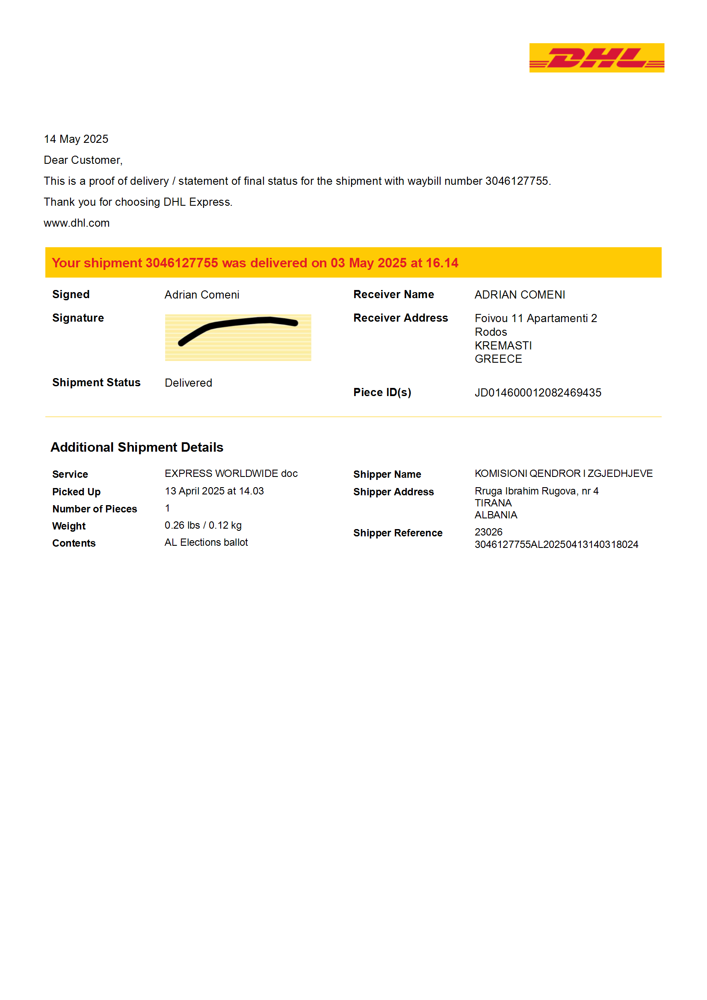 DHL
14 May 2025
Dear Customer,
This is a proof of delivery / statement of final status for the shipment with waybill number 3046127755.
Thank you for choosing DHL Express.
www.dhl.com
Your shipment 3046127755 was delivered on 03 May 2025 at 16.14
Signed Adrian Comeni
Receiver Name ADRIAN COMENI
Signature
Receiver Address Foivou 11 Apartamenti 2
Rodos
KREMASTI
GREECE
Shipment Status Delivered
Piece ID(s) JD014600012082469435
Additional Shipment Details
Service EXPRESS WORLDWIDE doc
Picked Up 13 April 2025 at 14.03
Number of Pieces 1
Weight 0.26 lbs / 0.12 kg
Contents AL Elections ballot
Shipper Name KOMISIONI QENDROR I ZGJEDHJEVE
Shipper Address Rruga Ibrahim Rugova, nr 4
TIRANA
ALBANIA
Shipper Reference 23026
3046127755AL20250413140318024